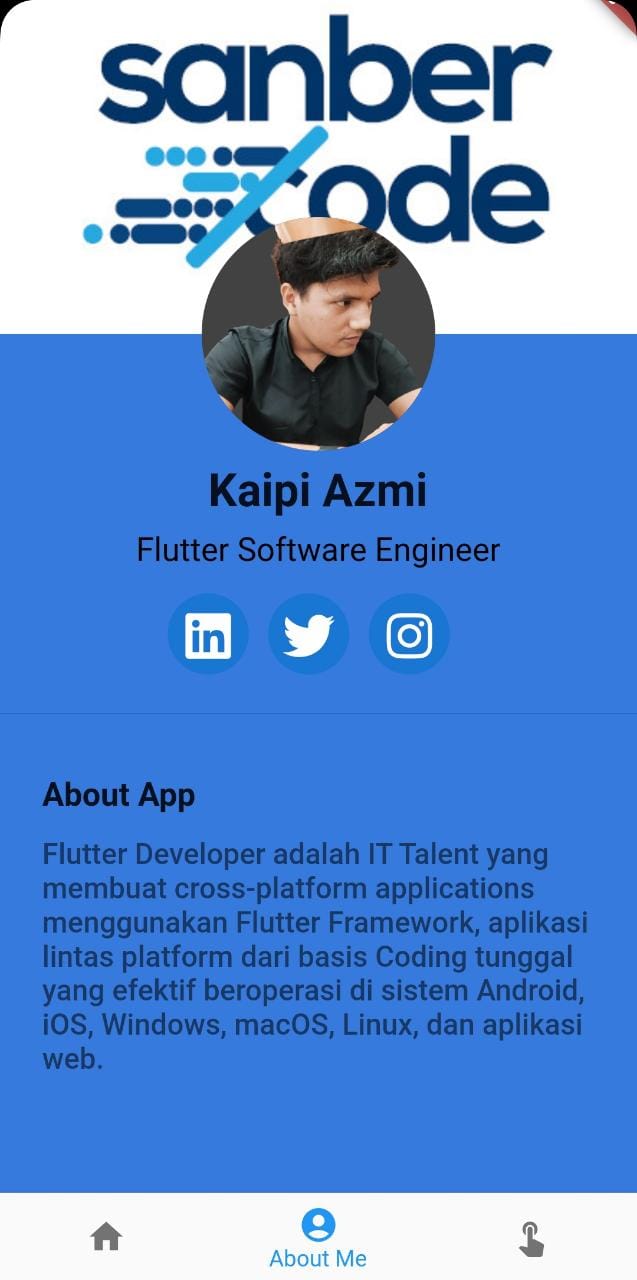 sanber
code
Kaipi Azmi
Flutter Software Engineer
in
About App
Flutter Developer adalah IT Talent yang
membuat cross-platform applications
menggunakan Flutter Framework, aplikasi
lintas platform dari basis Coding tunggal
yang efektif beroperasi di sistem Android,
iOS, Windows, macOS, Linux, dan aplikasi
web.
About Me